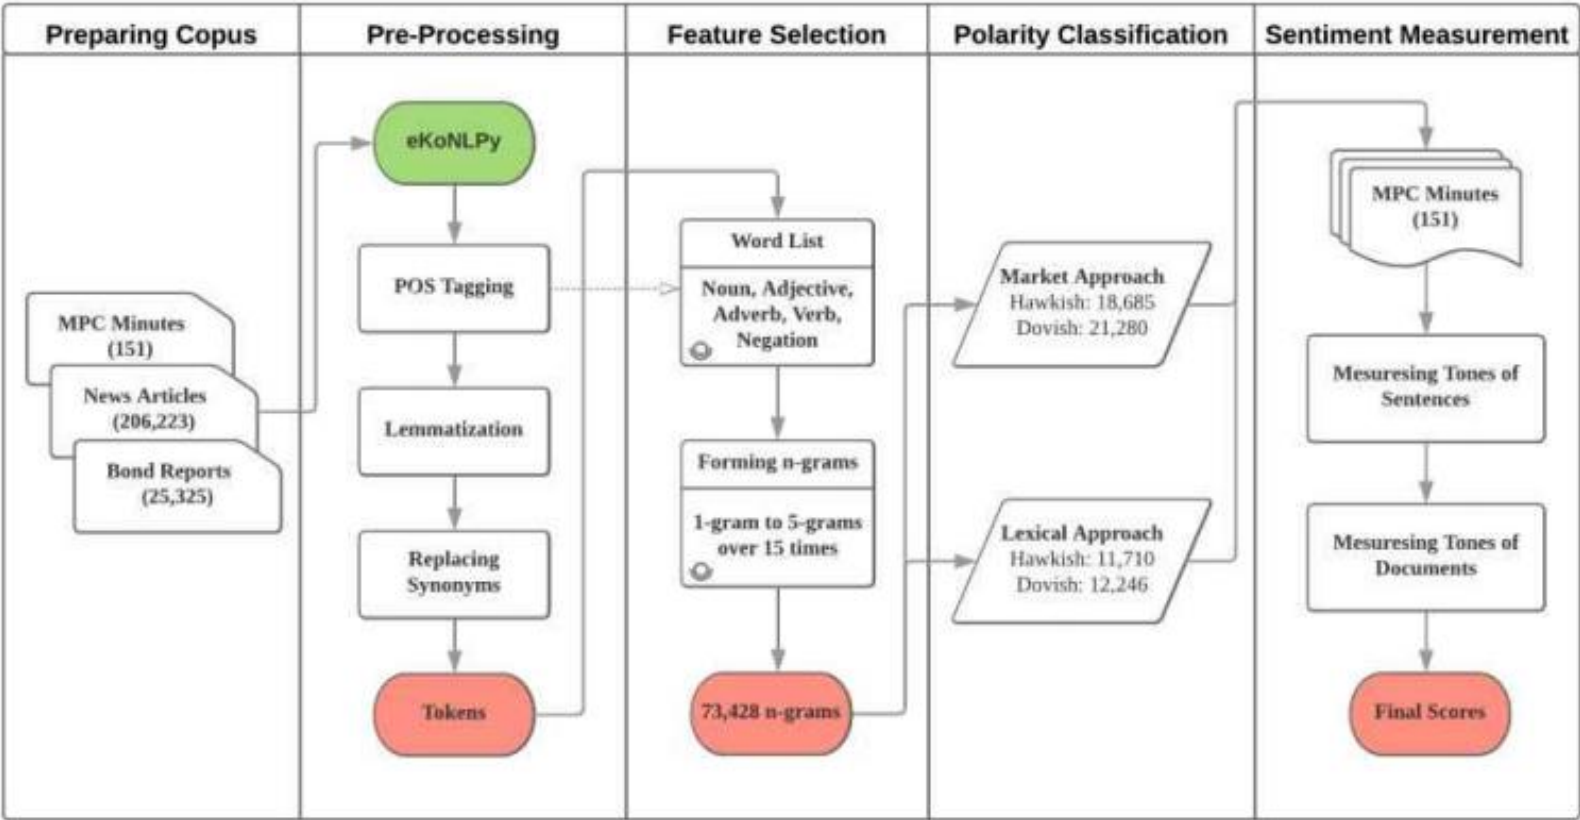 Preparing Copus
Pre-Processing
Feature Selection
Polarity Classification
Sentiment Measurement
MPC Minutes
(151)
News Articles
(206,223)
Bond Reports
(25,325)
eKoNLPy
POS Tagging
Lemmatization
Replacing
Synonyms
Tokens
Word List
Noun, Adjective,
Adverb, Verb,
Negation
Forming n-grams
1-gram to 5-grams
over 15 times
73,428 n-grams
Market Approach
Hawkish: 18,685
Dovish: 21,280
Lexical Approach
Hawkish: 11,710
Dovish: 12,246
MPC Minutes
(151)
Mesuresing Tones of
Sentences
Mesuresing Tones of
Documents
Final Scores